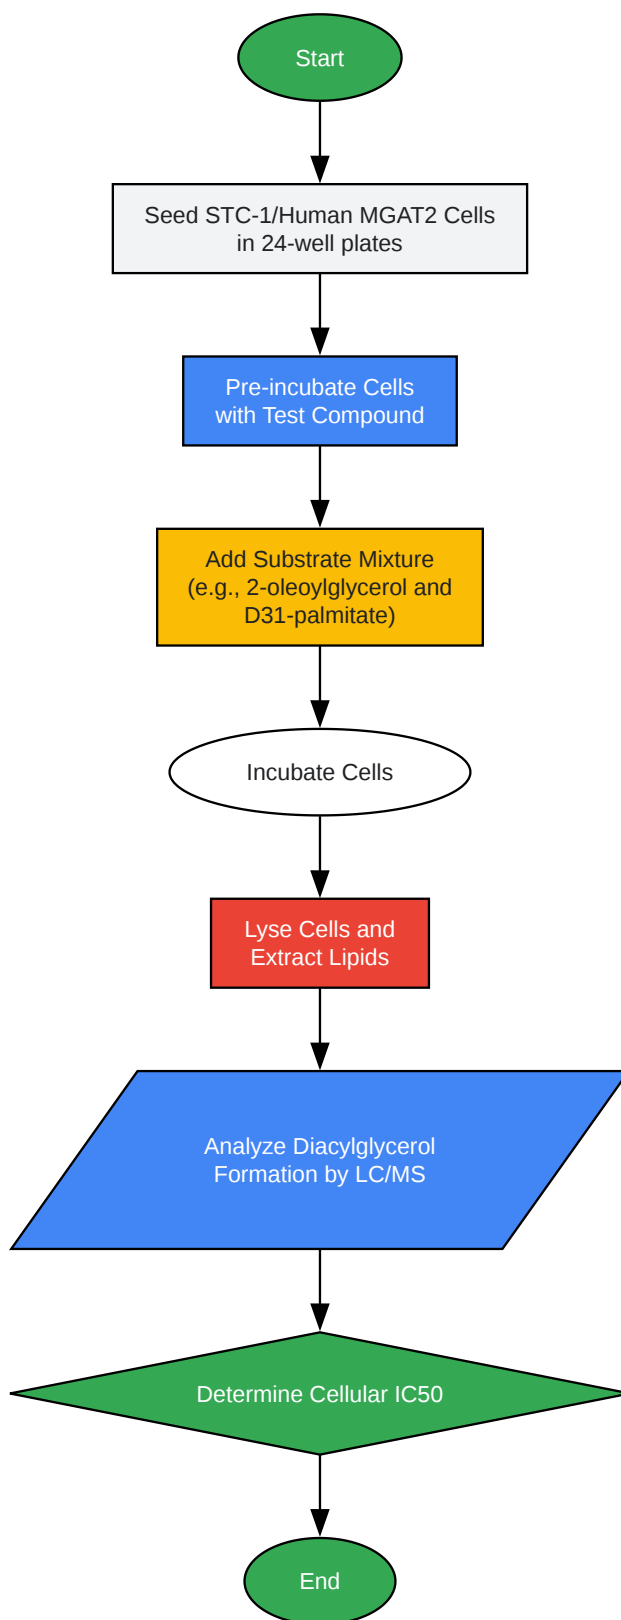 Start
Seed STC-1/Human MGAT2 Cells
in 24-well plates
Pre-incubate Cells
with Test Compound
Add Substrate Mixture
(e.g., 2-oleoylglycerol and
D31-palmitate)
Incubate Cells
Lyse Cells and
Extract Lipids
Analyze Diacylglycerol
Formation by LC/MS
Determine Cellular IC50
End